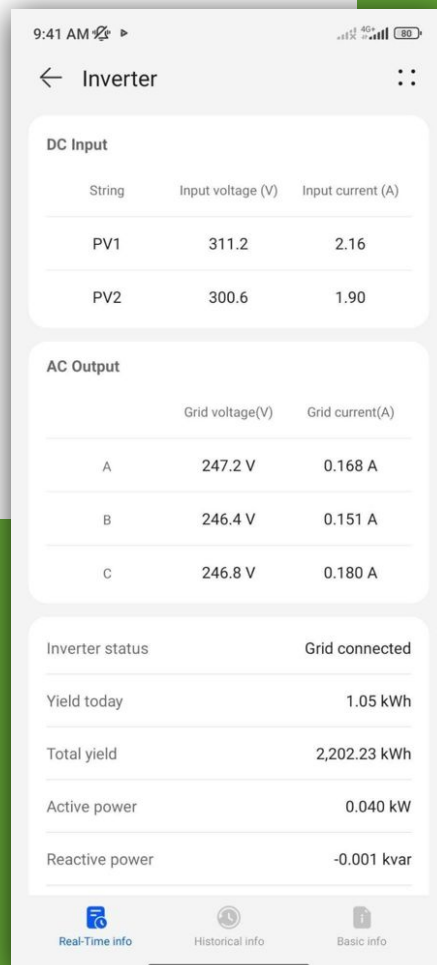 9:41 AM
4G+
80
Inverter
DC Input
String Input voltage (V) Input current (A)
PV1 311.2 2.16
PV2 300.6 1.90
AC Output
Grid voltage(V) Grid current(A)
A 247.2 V 0.168 A
B 246.4 V 0.151 A
C 246.8 V 0.180 A
Inverter status Grid connected
Yield today 1.05 kWh
Total yield 2,202.23 kWh
Active power 0.040 kW
Reactive power -0.001 kvar
Real-Time info Historical info Basic info